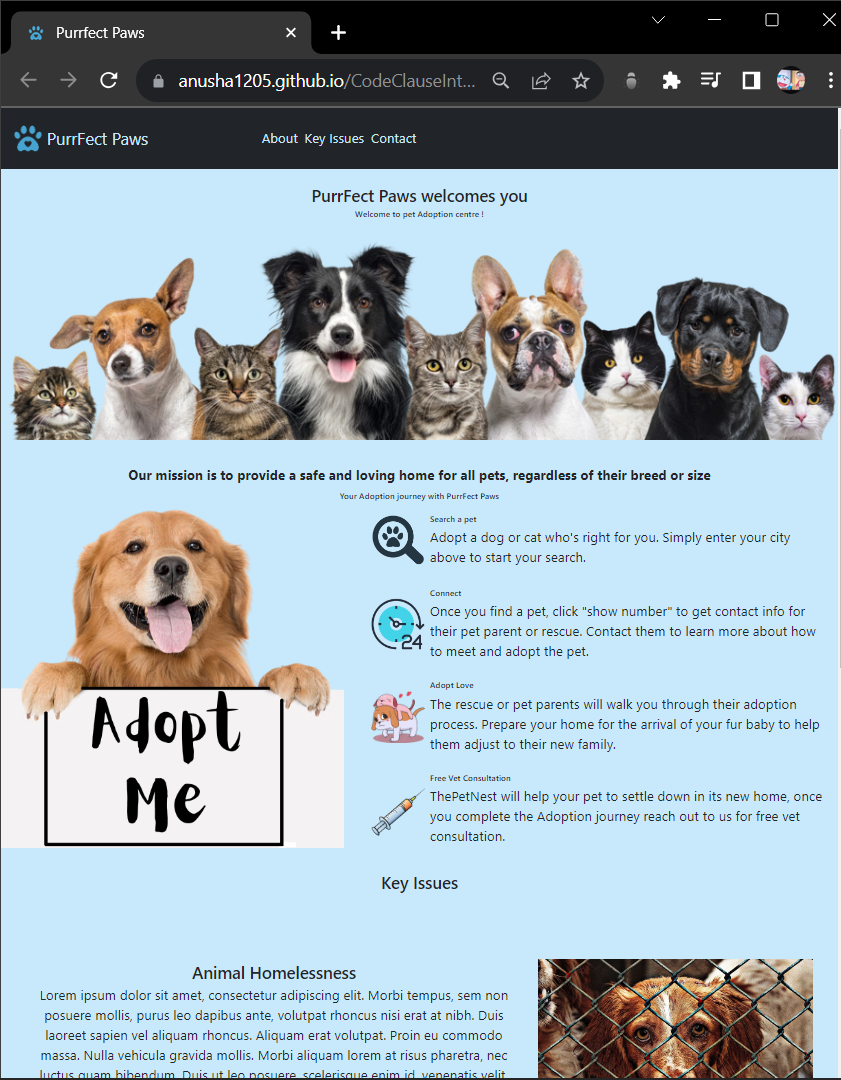 Purrfect Paws
anusha1205.github.io/CodeClauseInt...
PurrFect Paws
About Key Issues Contact
PurrFect Paws welcomes you
Welcome to pet Adoption centre !
Our mission is to provide a safe and loving home for all pets, regardless of their breed or size
Your Adoption journey with PurrFect Paws
Adopt
Me
Search a pet
Adopt a dog or cat who's right for you. Simply enter your city
above to start your search.
24
Connect
Once you find a pet, click "show number" to get contact info for
their pet parent or rescue. Contact them to learn more about how
to meet and adopt the pet.
Adopt Love
The rescue or pet parents will walk you through their adoption
process. Prepare your home for the arrival of your fur baby to help
them adjust to their new family.
Free Vet Consultation
ThePetNest will help your pet to settle down in its new home, once
you complete the Adoption journey reach out to us for free vet
consultation.
Key Issues
Animal Homelessness
Lorem ipsum dolor sit amet, consectetur adipiscing elit. Morbi tempus, sem non
posuere mollis, purus leo dapibus ante, volutpat rhoncus nisi erat at nibh. Duis
laoreet sapien vel aliquam rhoncus. Aliquam erat volutpat. Proin eu commodo
massa. Nulla vehicula gravida mollis. Morbi aliquam lorem at risus pharetra, nec
luctus quam bibendum. Duis ut leo posuere, scelerisque enim id, venenatis velit.